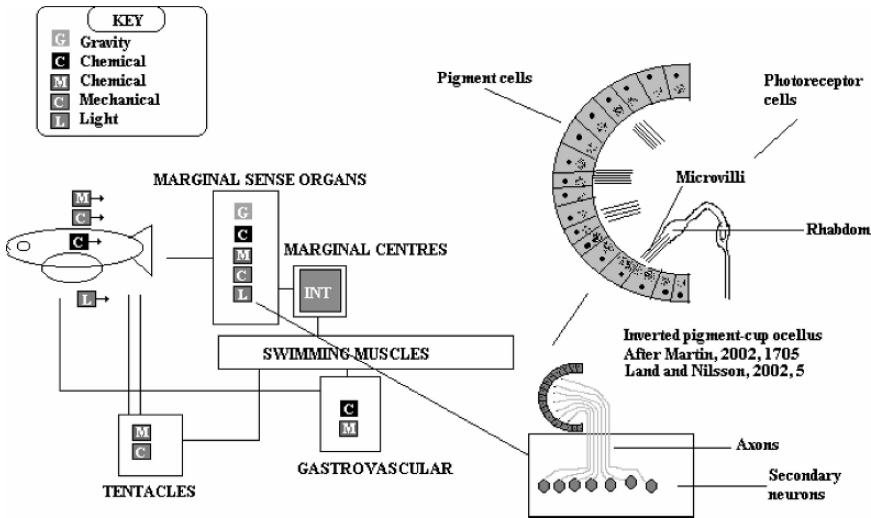 KEY
G Gravity
C Chemical
M Chemical
C Mechanical
L Light
Pigment cells
Photoreceptor
cells
Microvilli
Rhabdom
MARGINAL SENSE ORGANS
M
C
C
L
G
C
M
C
L
MARGINAL CENTRES
INT
SWIMMING MUSCLES
Inverted pigment-cup ocellus
After Martin, 2002, 1705
Land and Nilsson, 2002, 5
C
M
GASTROVASCULAR
M
C
TENTACLES
Axons
Secondary
neurons